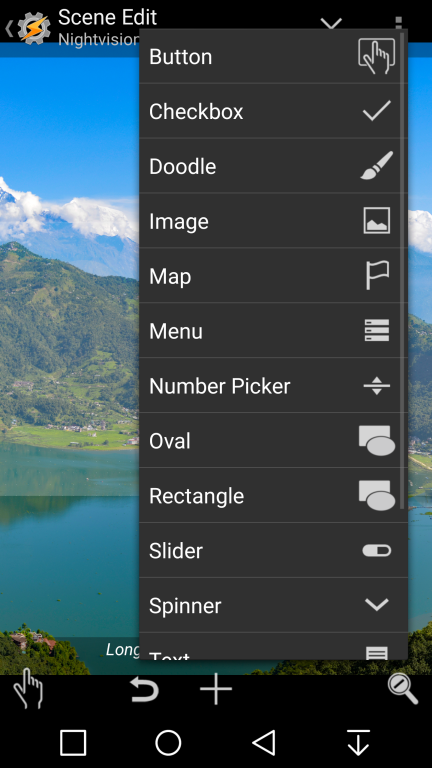 Scene Edit
Nightvision
Button
Checkbox
Doodle
Image
Map
Menu
Number Picker
Oval
Rectangle
Slider
Spinner
Text
Long